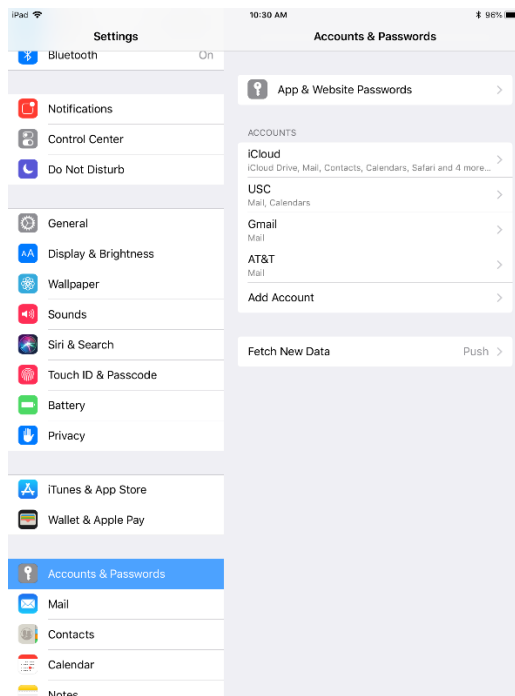 iPad
10:30 AM
96%
Settings
Accounts & Passwords
Bluetooth
On
Notifications
Control Center
Do Not Disturb
General
AA
Display & Brightness
Wallpaper
Sounds
Siri & Search
Touch ID & Passcode
Battery
Privacy
iTunes & App Store
Wallet & Apple Pay
Accounts & Passwords
Mail
Contacts
Calendar
Notes
App & Website Passwords
ACCOUNTS
iCloud
iCloud Drive, Mail, Contacts, Calendars, Safari and 4 more...
USC
Mail, Calendars
Gmail
Mail
AT&T
Mail
Add Account
Fetch New Data
Push